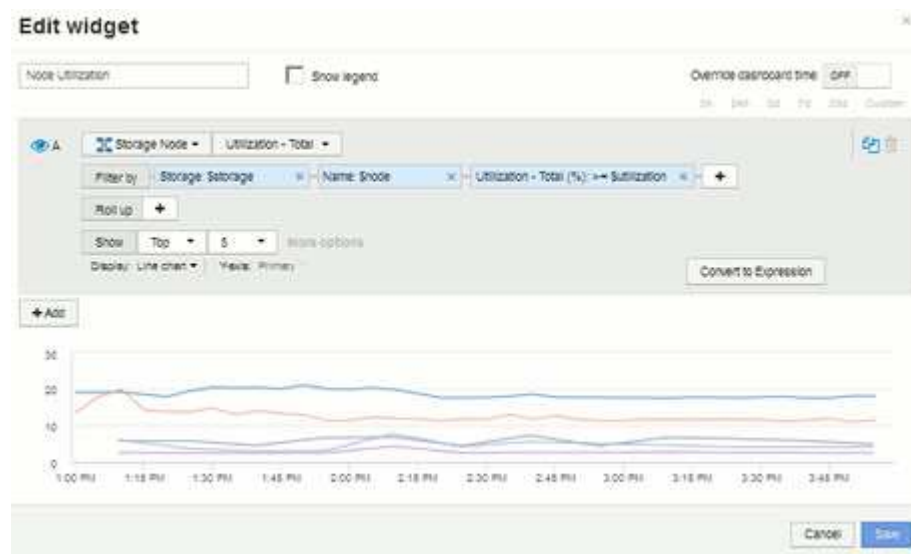 Edit widget
Node Utilization Show legend Override dashboard time OFF
Custom
A Storage Node Utilization - Total
Filter by Storage: $storage Name: $node Utilization - Total (%): >= $utilization +
Roll up +
Show Top 5 More options
Display: Line chart Y-axis: Primary Convert to Expression
+ Add
30
20
10
0
1:00 PM 1:15 PM 1:30 PM 1:45 PM 2:00 PM 2:15 PM 2:30 PM 2:45 PM 3:00 PM 3:15 PM 3:30 PM 3:45 PM
Cancel Save